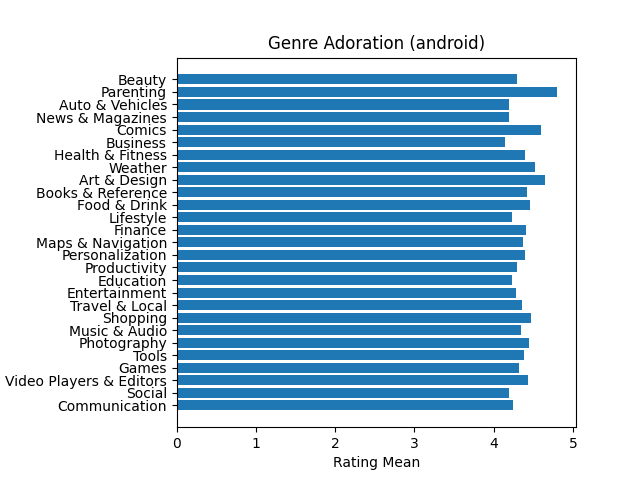 Genre Adoration (android)
Beauty
Parenting
Auto & Vehicles
News & Magazines
Comics
Business
Health & Fitness
Weather
Art & Design
Books & Reference
Food & Drink
Lifestyle
Finance
Maps & Navigation
Personalization
Productivity
Education
Entertainment
Travel & Local
Shopping
Music & Audio
Photography
Tools
Games
Video Players & Editors
Social
Communication
0 1 2 3 4 5
Rating Mean